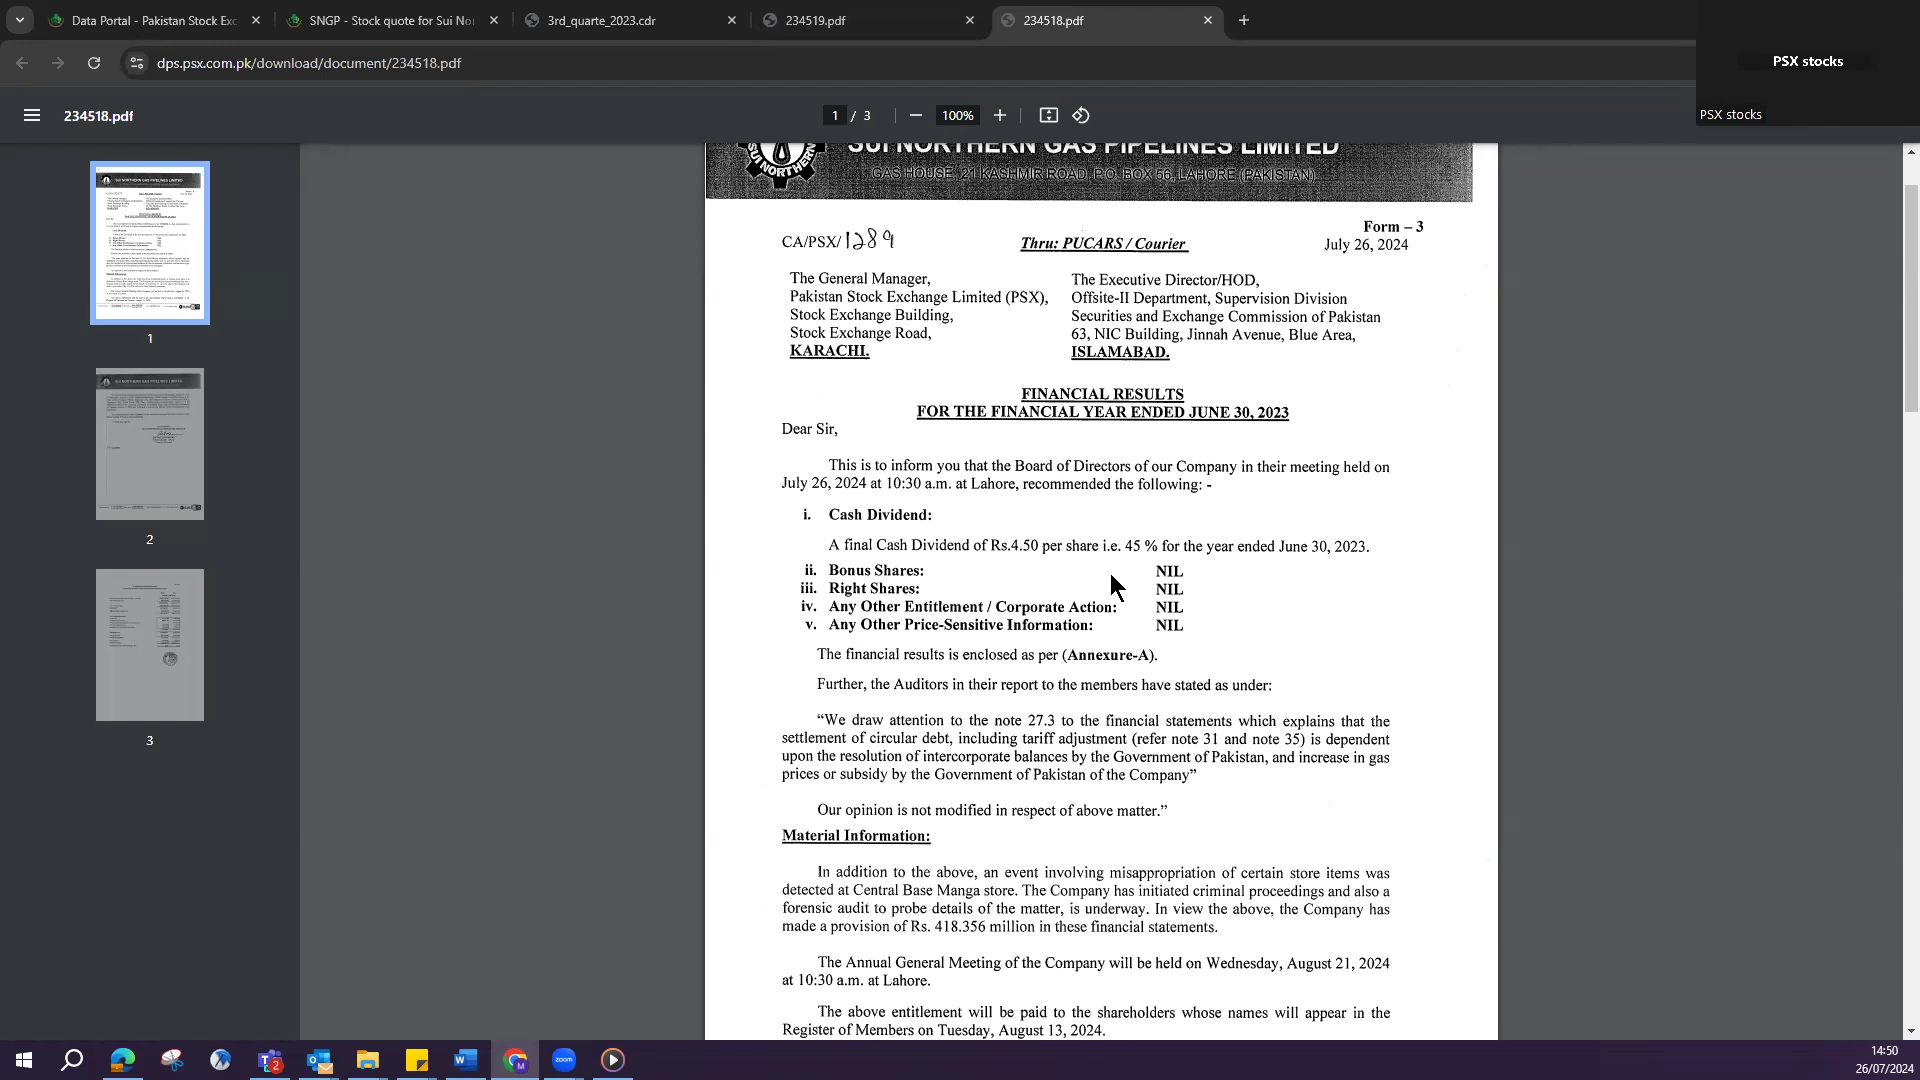 Data Portal - Pakistan Stock Exc
SNGP - Stock quote for Sui No
3rd_quarte_2023.cdr
234519.pdf
234518.pdf
dps.psx.com.pk/download/document/234518.pdf
PSX stocks
PSX stocks
234518.pdf
1 / 3
100%
SUI NORTHERN GAS PIPELINES LIMITED
GAS HOUSE, 21 KASHMIR ROAD, P.O. BOX 56, LAHORE (PAKISTAN)
SUI NORTHERN
Form – 3
CA/PSX/1289
Thru: PUCARS / Courier
July 26, 2024
The General Manager,
Pakistan Stock Exchange Limited (PSX),
Stock Exchange Building,
Stock Exchange Road,
KARACHI.
The Executive Director/HOD,
Offsite-II Department, Supervision Division
Securities and Exchange Commission of Pakistan
63, NIC Building, Jinnah Avenue, Blue Area,
ISLAMABAD.
FINANCIAL RESULTS
FOR THE FINANCIAL YEAR ENDED JUNE 30, 2023
Dear Sir,
This is to inform you that the Board of Directors of our Company in their meeting held on
July 26, 2024 at 10:30 a.m. at Lahore, recommended the following: -
i. Cash Dividend:
A final Cash Dividend of Rs.4.50 per share i.e. 45 % for the year ended June 30, 2023.
ii. Bonus Shares: NIL
iii. Right Shares: NIL
iv. Any Other Entitlement / Corporate Action: NIL
v. Any Other Price-Sensitive Information: NIL
The financial results is enclosed as per (Annexure-A).
Further, the Auditors in their report to the members have stated as under:
“We draw attention to the note 27.3 to the financial statements which explains that the
settlement of circular debt, including tariff adjustment (refer note 31 and note 35) is dependent
upon the resolution of intercorporate balances by the Government of Pakistan, and increase in gas
prices or subsidy by the Government of Pakistan of the Company”
Our opinion is not modified in respect of above matter.”
Material Information:
In addition to the above, an event involving misappropriation of certain store items was
detected at Central Base Manga store. The Company has initiated criminal proceedings and also a
forensic audit to probe details of the matter, is underway. In view the above, the Company has
made a provision of Rs. 418.356 million in these financial statements.
The Annual General Meeting of the Company will be held on Wednesday, August 21, 2024
at 10:30 a.m. at Lahore.
The above entitlement will be paid to the shareholders whose names will appear in the
Register of Members on Tuesday, August 13, 2024.
1
2
3
2
zoom
14:50
26/07/2024